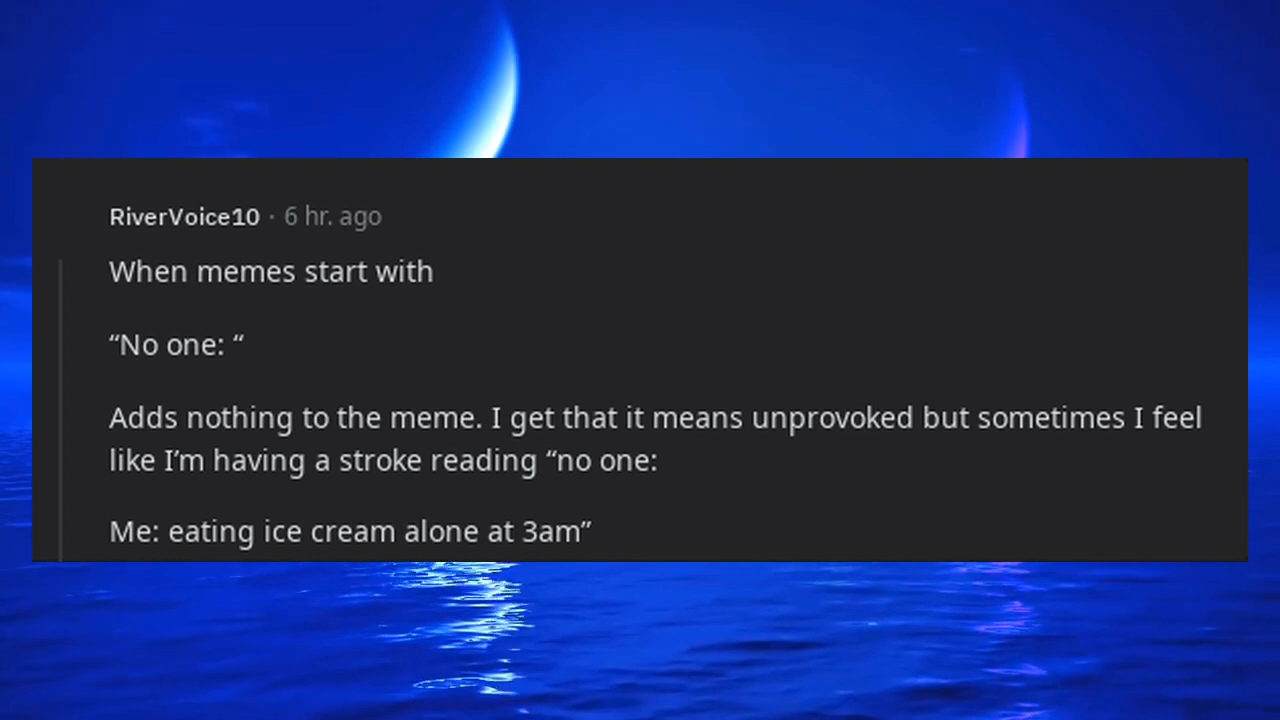 RiverVoice10 · 6 hr. ago
When memes start with
“No one: “
Adds nothing to the meme. I get that it means unprovoked but sometimes I feel
like I’m having a stroke reading “no one:
Me: eating ice cream alone at 3am”